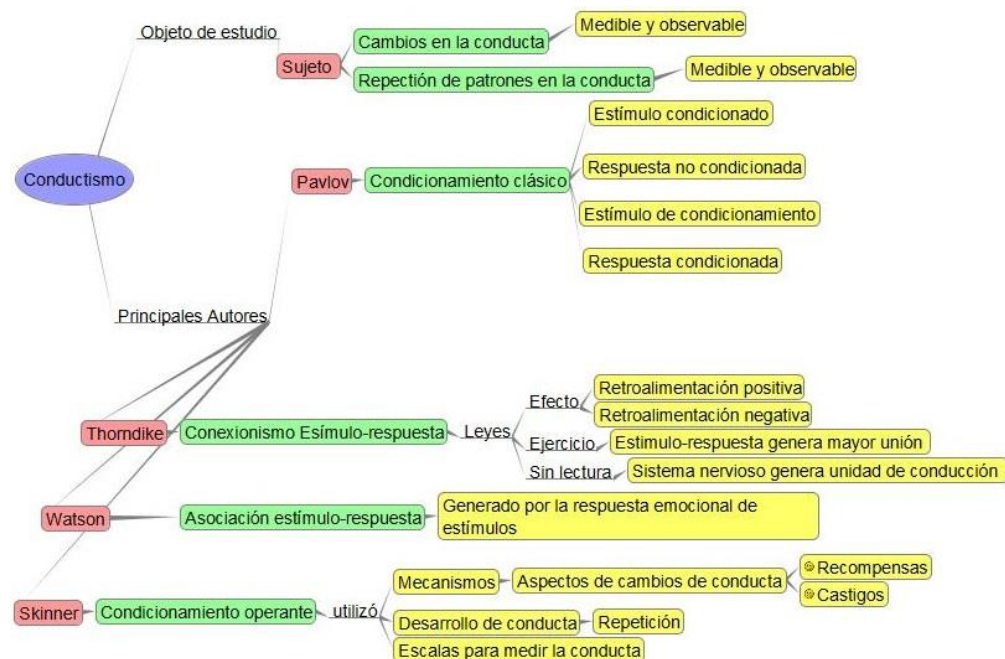 Objeto de estudio
Sujeto
Cambios en la conducta
Medible y observable
Repectión de patrones en la conducta
Medible y observable
Conductismo
Pavlov
Condicionamiento clásico
Estímulo condicionado
Respuesta no condicionada
Estímulo de condicionamiento
Respuesta condicionada
Principales Autores
Thorndike
Conexionismo Esímulo-respuesta
Leyes
Efecto
Retroalimentación positiva
Retroalimentación negativa
Ejercicio
Estimulo-respuesta genera mayor unión
Sin lectura
Sistema nervioso genera unidad de conducción
Watson
Asociación estímulo-respuesta
Generado por la respuesta emocional de
estímulos
Skinner
Condicionamiento operante
utilizó
Mecanismos
Aspectos de cambios de conducta
Recompensas
Castigos
Desarrollo de conducta
Repetición
Escalas para medir la conducta